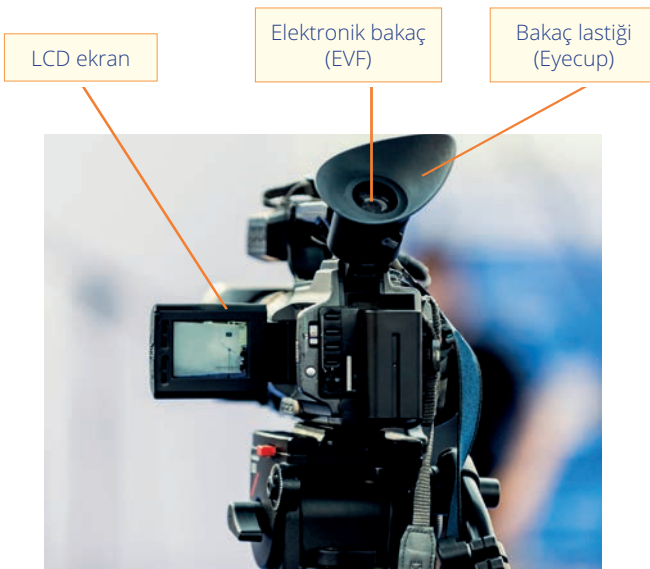 LCD ekran
Elektronik bakaç
(EVF)
Bakaç lastiği
(Eyecup)